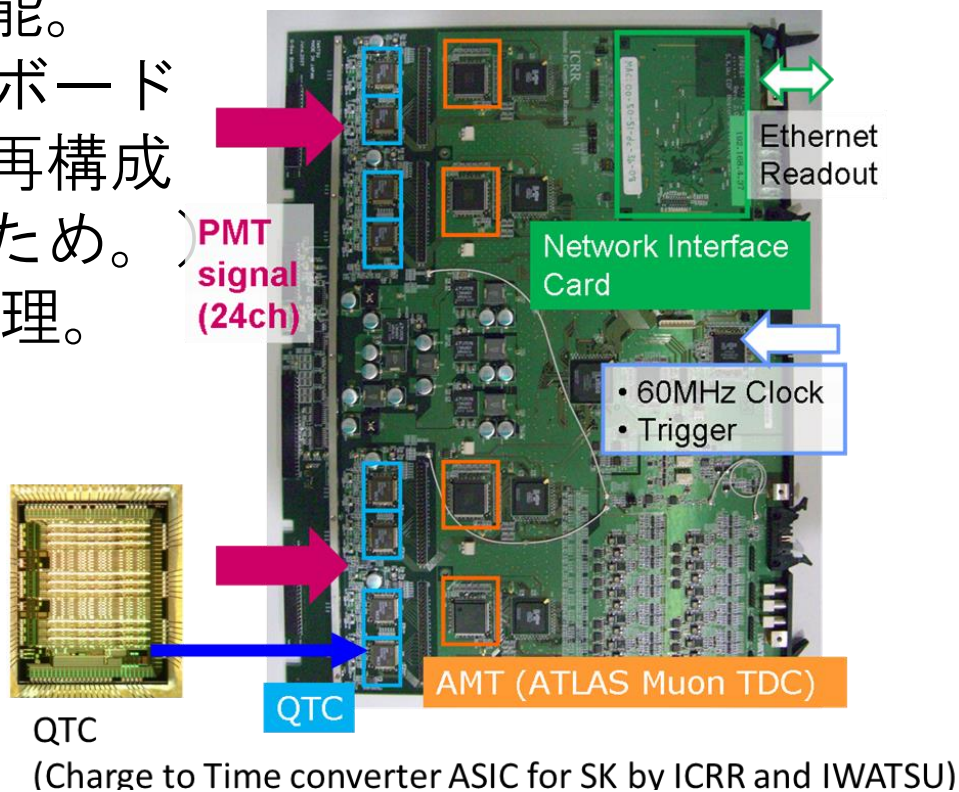 能。
ボード
再構成
ため。）
理。
PMT
signal
(24ch)
ICRR
Ethernet
Readout
Network Interface
Card
• 60MHz Clock
• Trigger
AMT (ATLAS Muon TDC)
QTC
QTC
(Charge to Time converter ASIC for SK by ICRR and IWATSU)